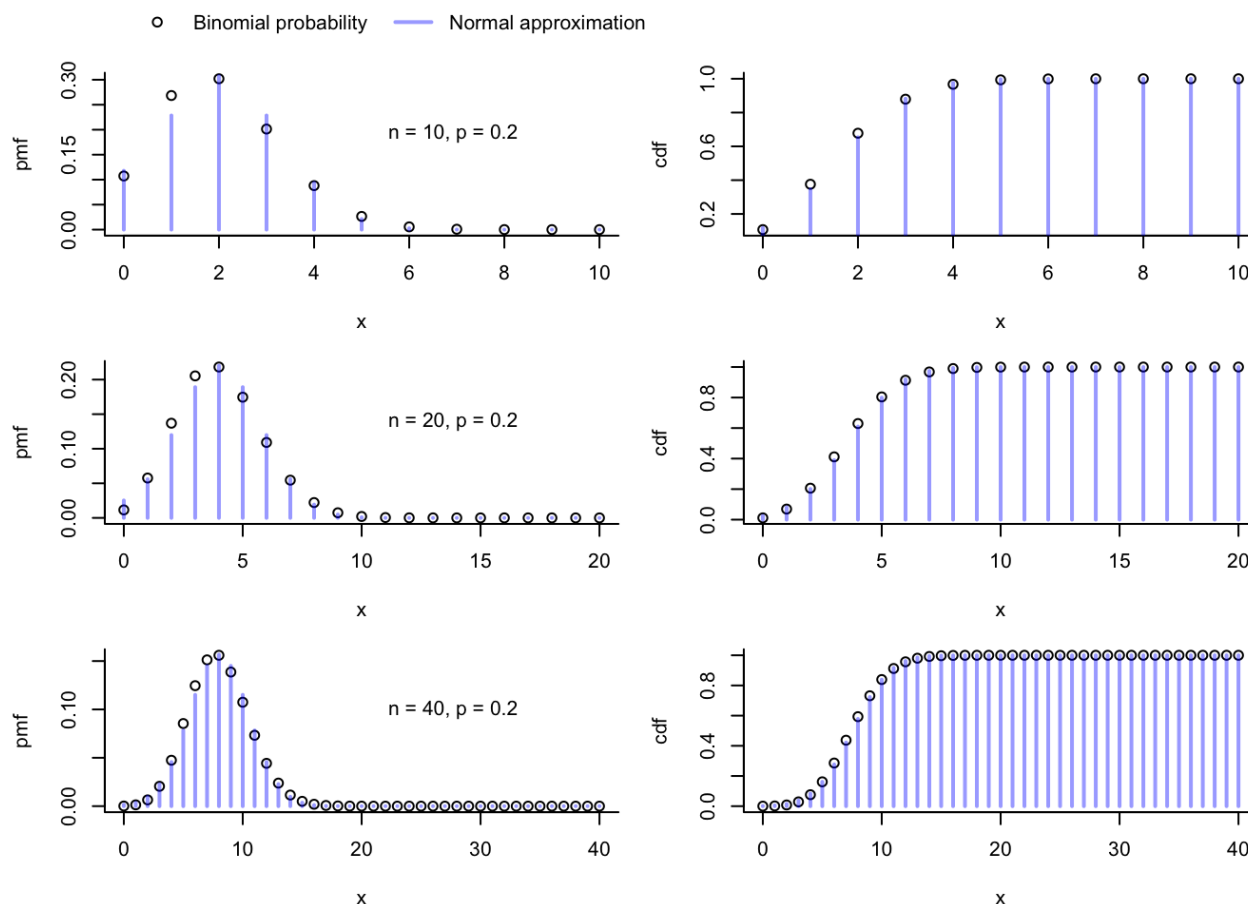 Binomial probability Normal approximation
pmf
0.00 0.15 0.30
n = 10, p = 0.2
0 2 4 6 8 10
x
cdf
0.2 0.6 1.0
0 2 4 6 8 10
x
pmf
0.00 0.10 0.20
n = 20, p = 0.2
0 5 10 15 20
x
cdf
0.0 0.4 0.8
0 5 10 15 20
x
pmf
0.00 0.10
n = 40, p = 0.2
0 10 20 30 40
x
cdf
0.0 0.4 0.8
0 10 20 30 40
x